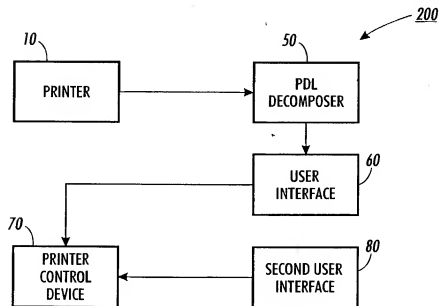 200
10
50
PRINTER
PDL
DECOMPOSER
60
USER
INTERFACE
70
80
PRINTER
CONTROL
DEVICE
SECOND USER
INTERFACE